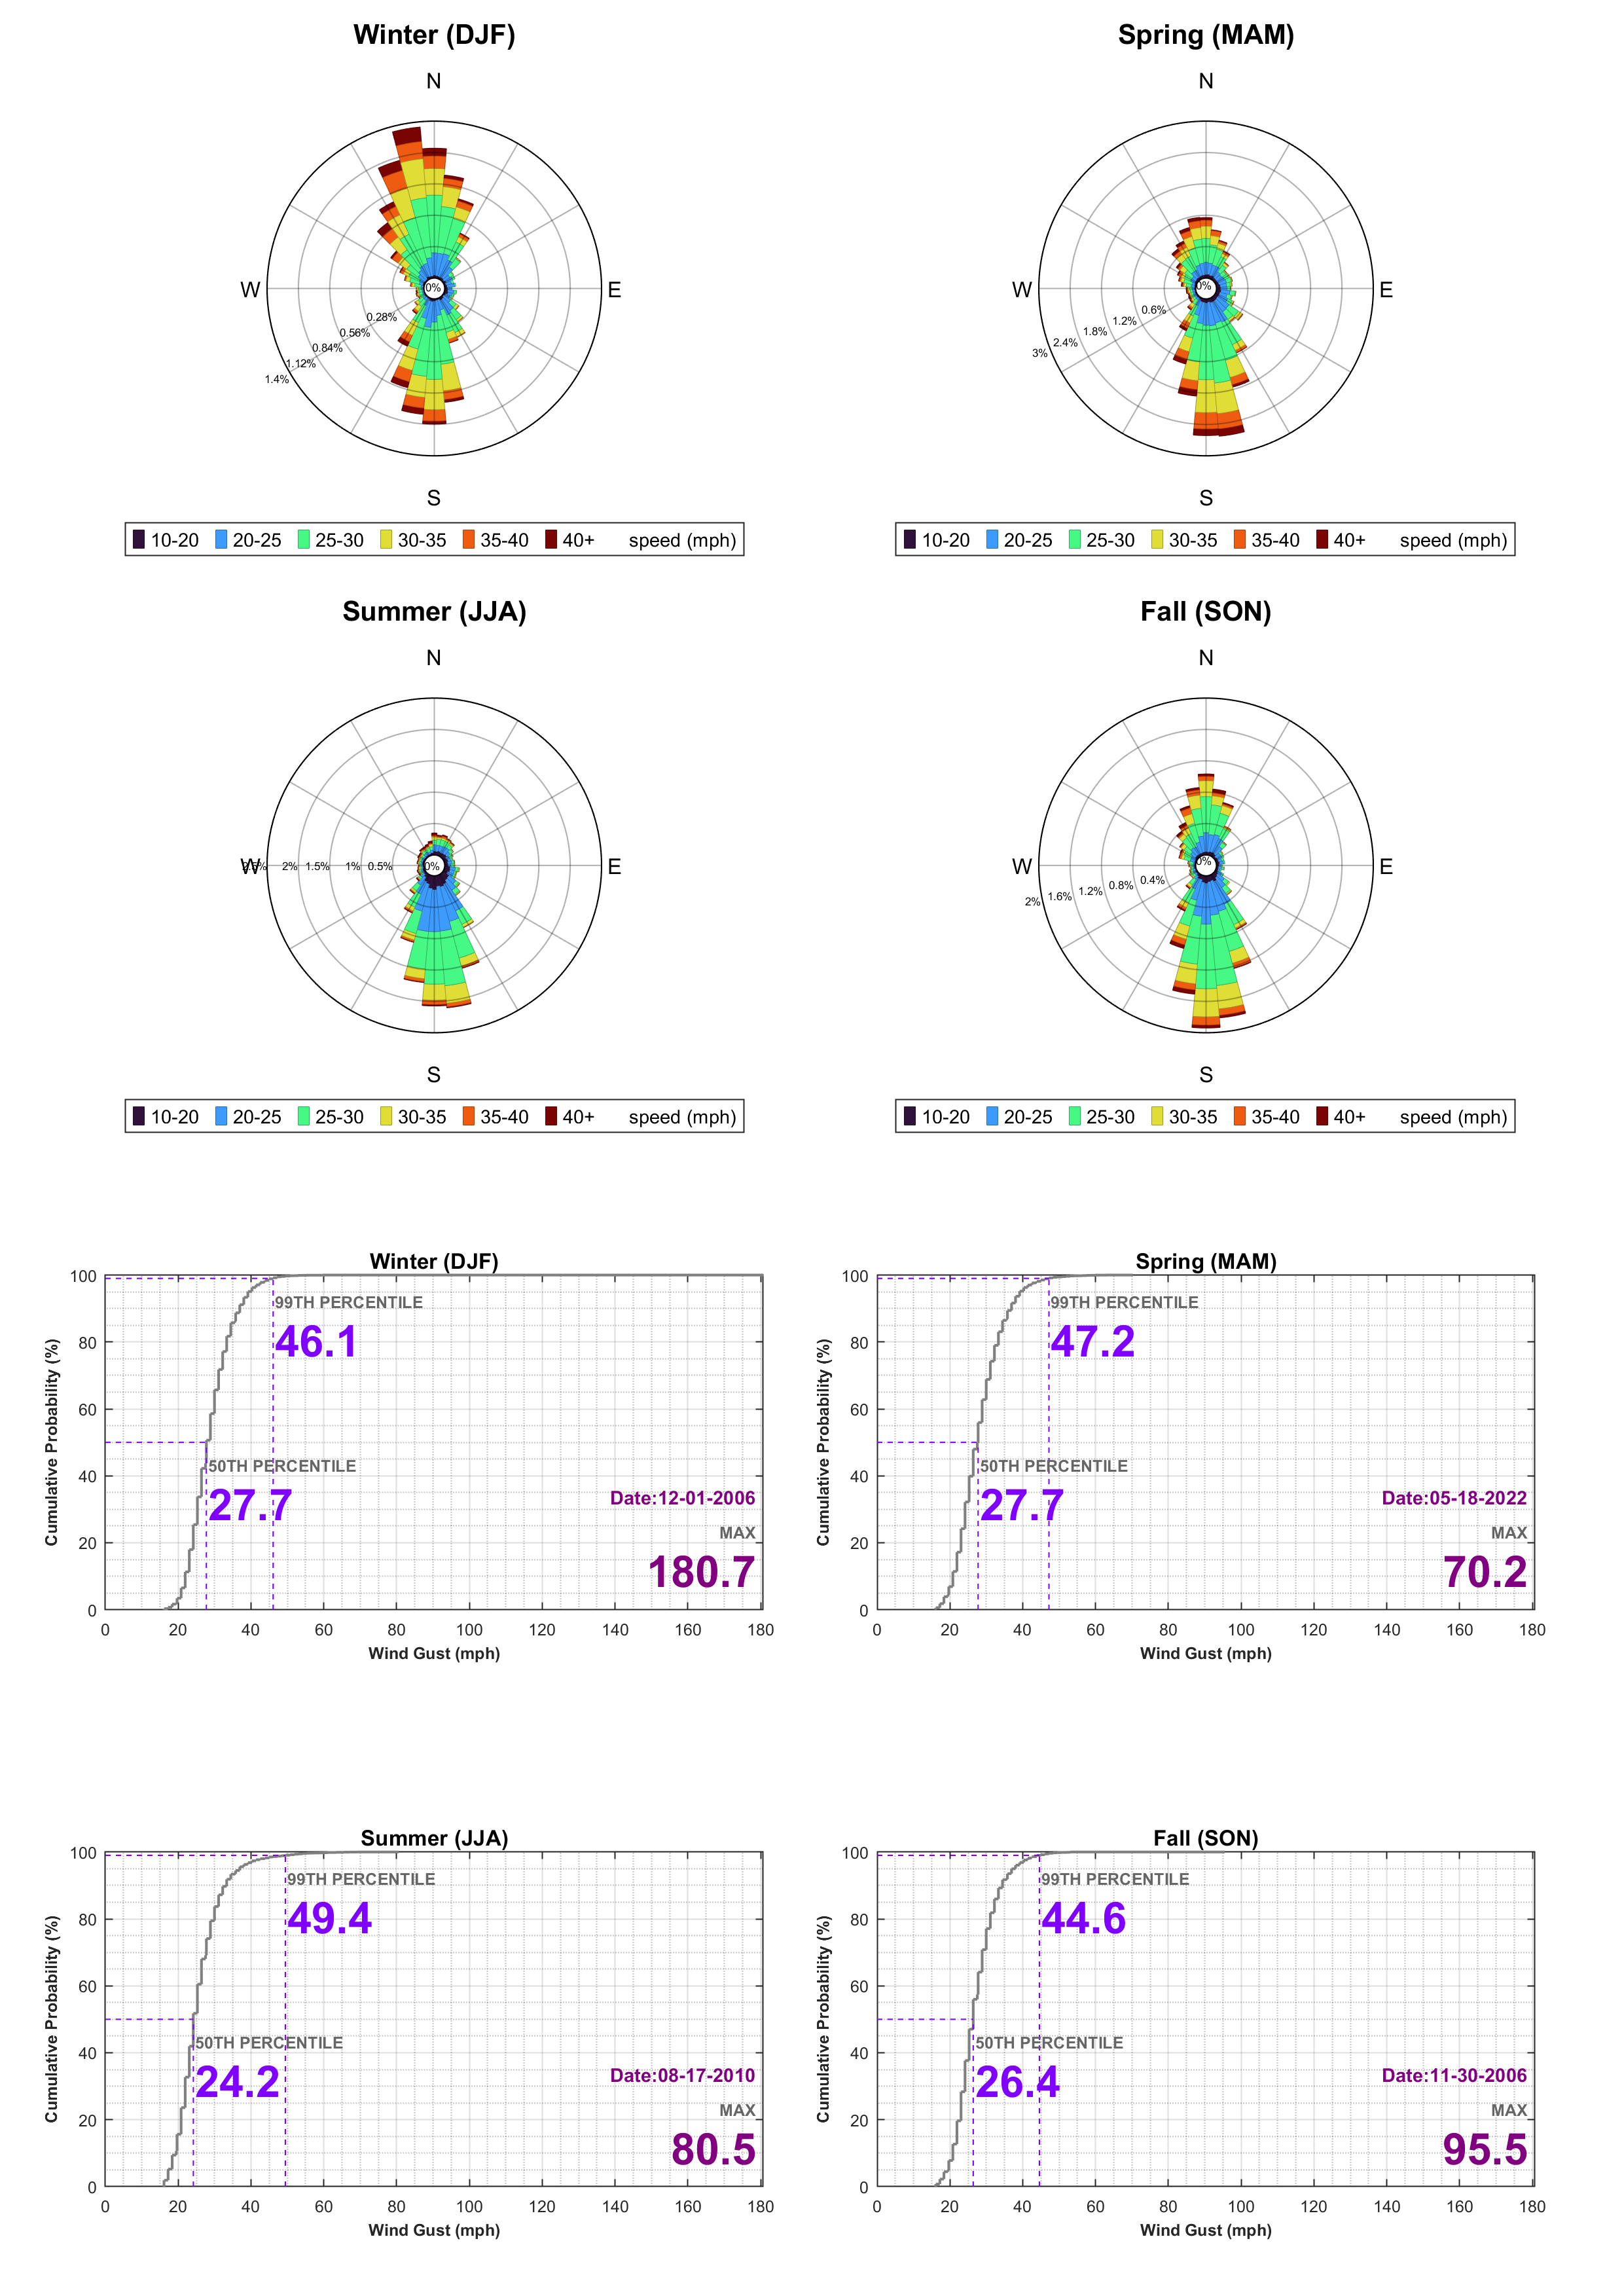 Winter (DJF)
N
W
E
0%
0.28%
0.56%
0.84%
1.12%
1.4%
S
10-20 20-25 25-30 30-35 35-40 40+ speed (mph)
Spring (MAM)
N
W
E
0%
0.6%
1.2%
1.8%
2.4%
3%
S
10-20 20-25 25-30 30-35 35-40 40+ speed (mph)
Summer (JJA)
N
W
2.5% 2% 1.5% 1% 0.5% 0%
E
S
10-20 20-25 25-30 30-35 35-40 40+ speed (mph)
Fall (SON)
N
W
E
0%
0.4%
0.8%
1.2%
1.6%
2%
S
10-20 20-25 25-30 30-35 35-40 40+ speed (mph)
Winter (DJF)
Cumulative Probability (%)
100
80
60
40
20
0
99TH PERCENTILE
46.1
50TH PERCENTILE
27.7
Date:12-01-2006
MAX
180.7
0 20 40 60 80 100 120 140 160 180
Wind Gust (mph)
Spring (MAM)
Cumulative Probability (%)
100
80
60
40
20
0
99TH PERCENTILE
47.2
50TH PERCENTILE
27.7
Date:05-18-2022
MAX
70.2
0 20 40 60 80 100 120 140 160 180
Wind Gust (mph)
Summer (JJA)
Cumulative Probability (%)
100
80
60
40
20
0
99TH PERCENTILE
49.4
50TH PERCENTILE
24.2
Date:08-17-2010
MAX
80.5
0 20 40 60 80 100 120 140 160 180
Wind Gust (mph)
Fall (SON)
Cumulative Probability (%)
100
80
60
40
20
0
99TH PERCENTILE
44.6
50TH PERCENTILE
26.4
Date:11-30-2006
MAX
95.5
0 20 40 60 80 100 120 140 160 180
Wind Gust (mph)